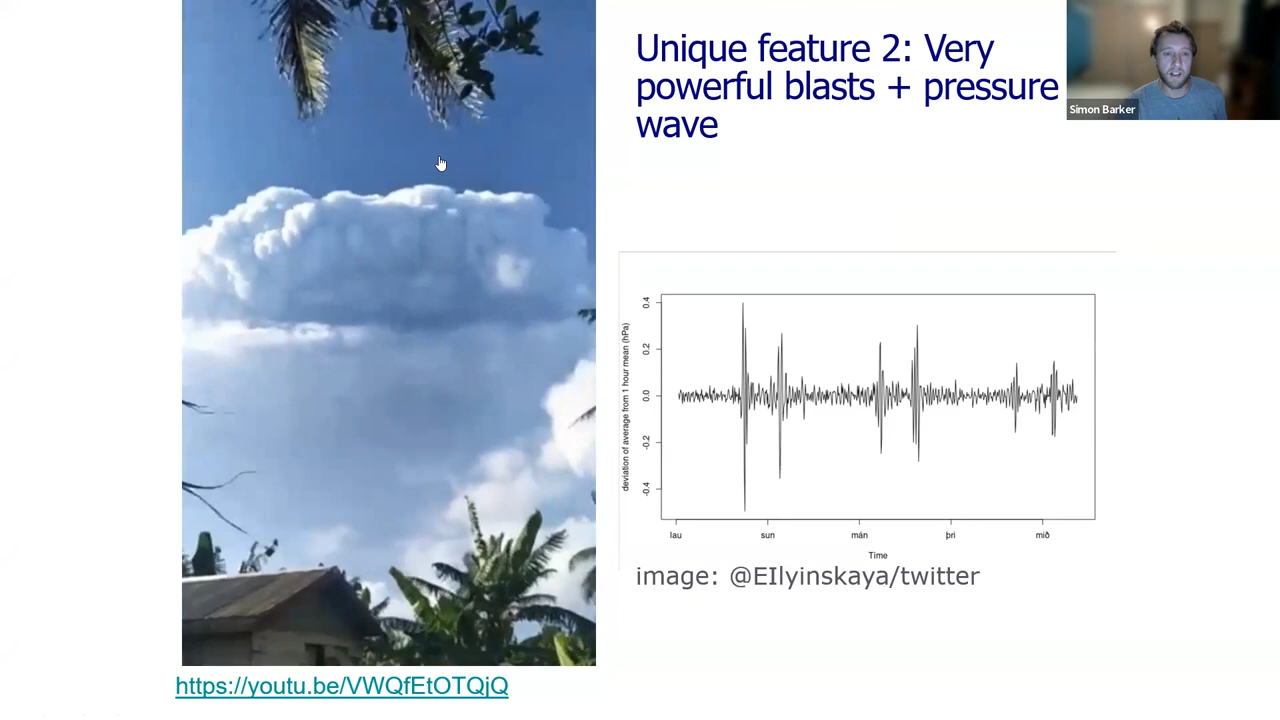 Unique feature 2: Very
powerful blasts + pressure
wave
Simon Barker
deviation of average from 1 hour mean (hPa)
0.4
0.2
0.0
-0.2
-0.4
lau
sun
mán
þri
mið
Time
image: @EIlyinskaya/twitter
https://youtu.be/VWQfEtOTQjQ